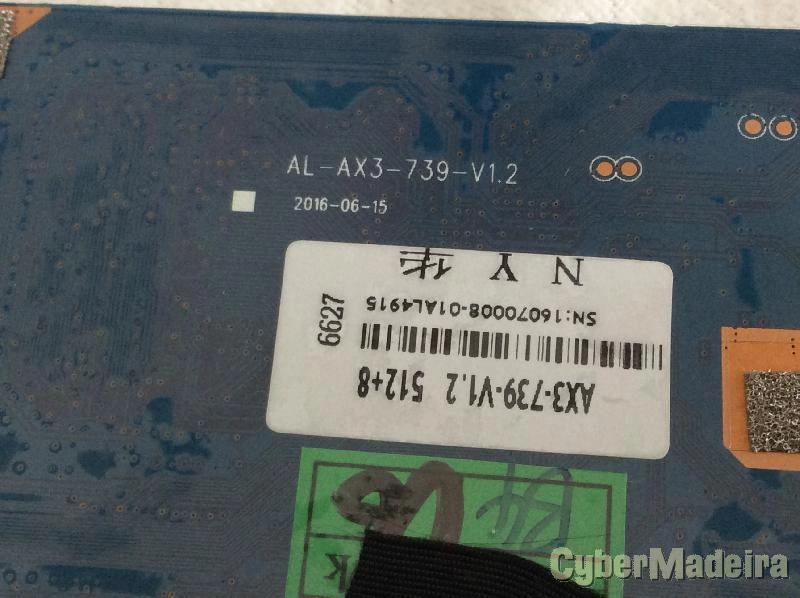 AL-AX3-739-V1.2
2016-06-15
AX3-739-V1.2 512+8
SN:160700008-01AL4915
6627
N Y 华
K
CyberMadeira